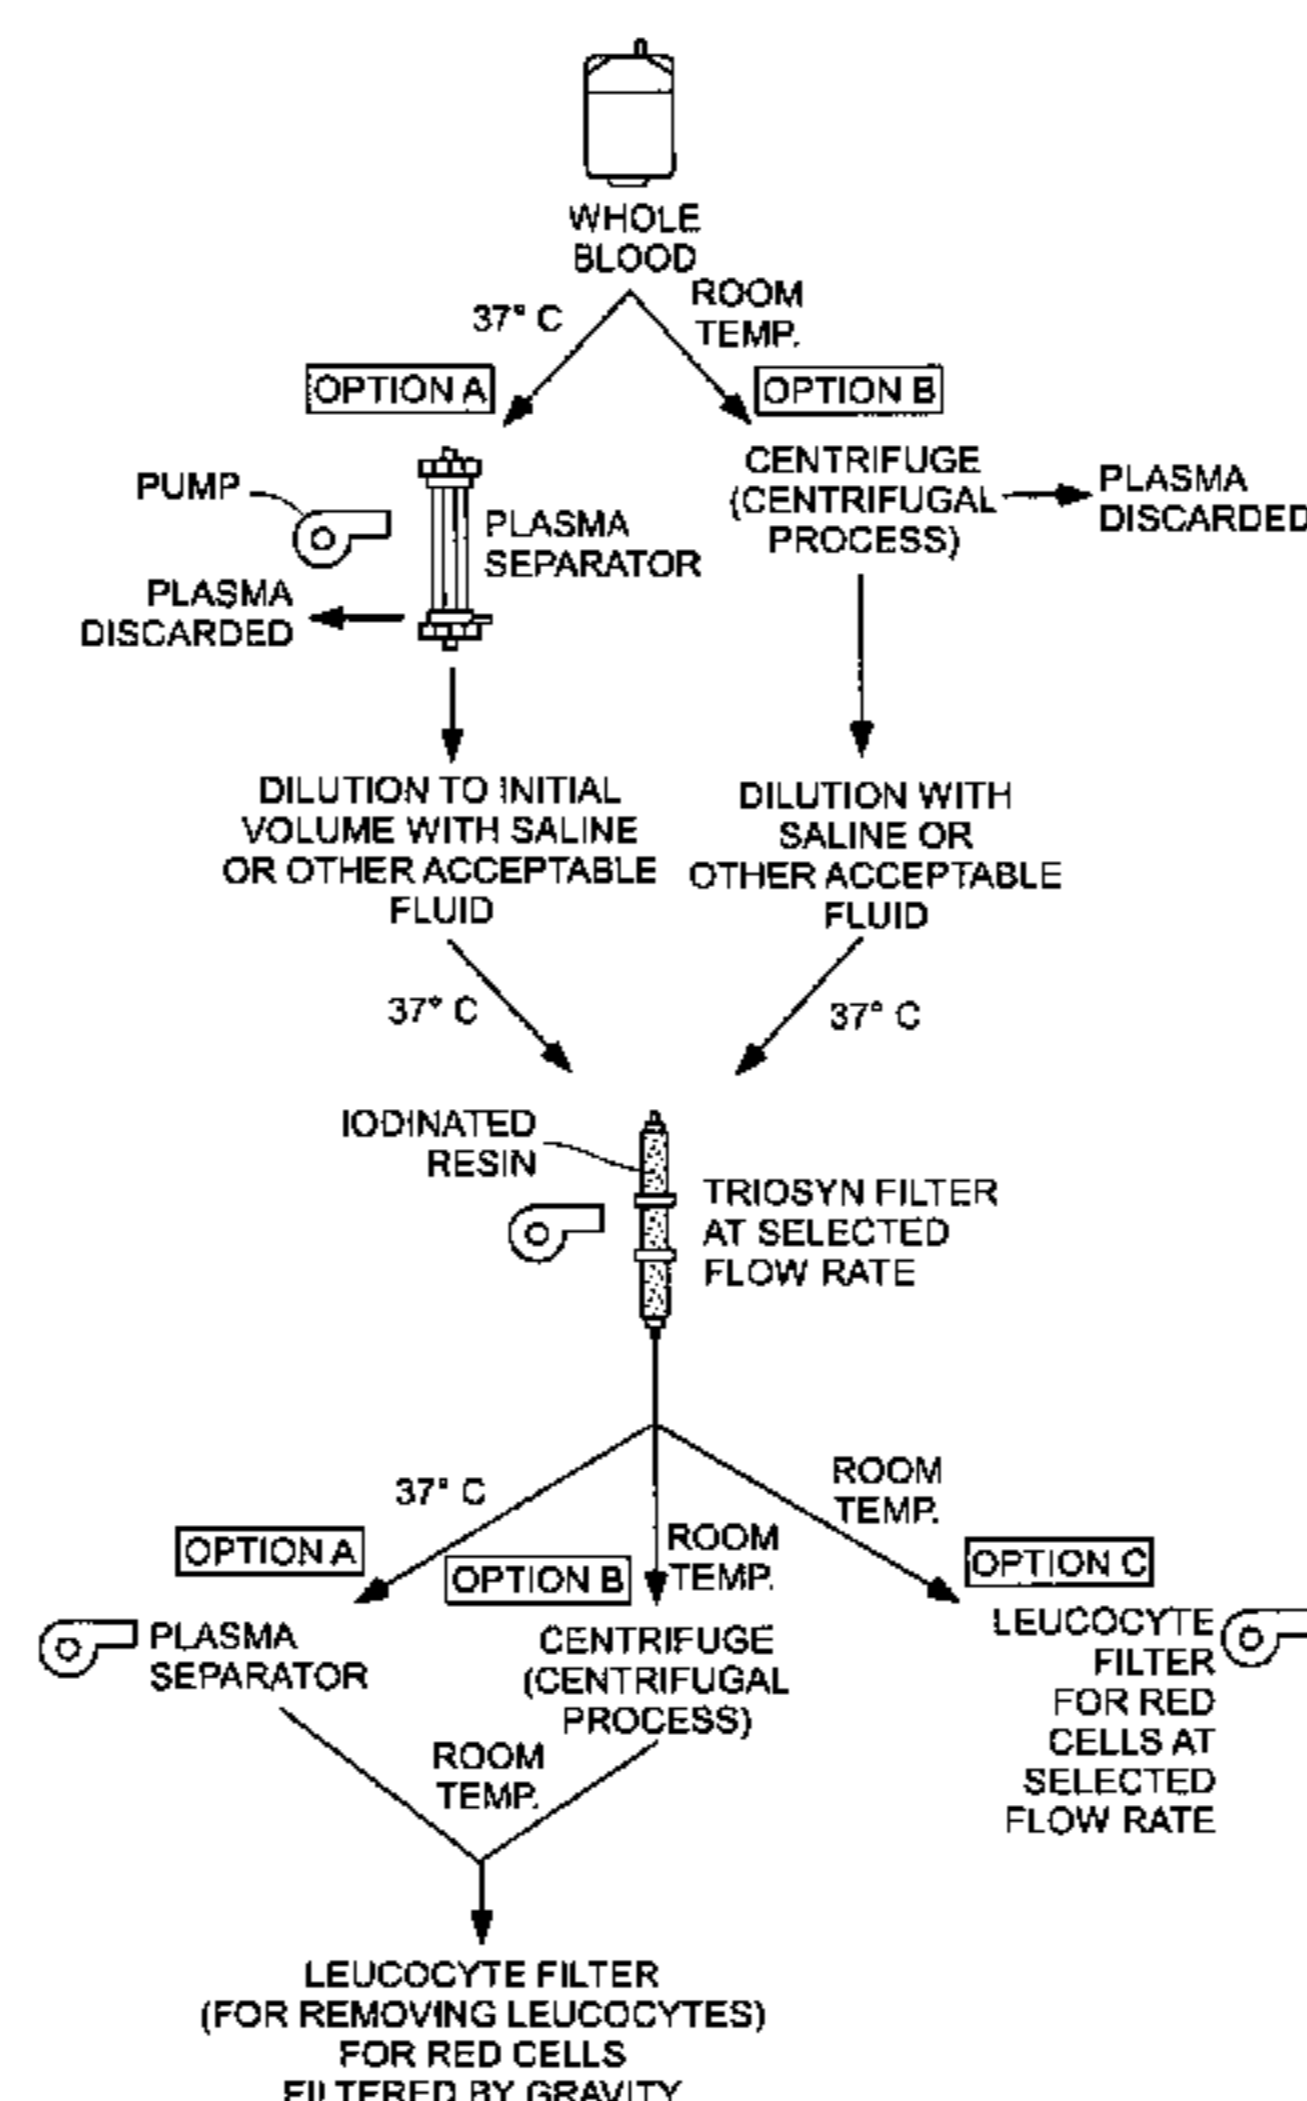 WHOLE
BLOOD
37° C
ROOM
TEMP.
OPTION A
OPTION B
PUMP
PLASMA
SEPARATOR
PLASMA
DISCARDED
CENTRIFUGE
(CENTRIFUGAL
PROCESS)
PLASMA
DISCARDED
DILUTION TO INITIAL
VOLUME WITH SALINE
OR OTHER ACCEPTABLE
FLUID
DILUTION WITH
SALINE OR
OTHER ACCEPTABLE
FLUID
37° C
37° C
IODINATED
RESIN
TRIOSYN FILTER
AT SELECTED
FLOW RATE
37° C
ROOM
TEMP.
ROOM
TEMP.
OPTION A
OPTION B
OPTION C
PLASMA
SEPARATOR
CENTRIFUGE
(CENTRIFUGAL
PROCESS)
LEUCOCYTE
FILTER
FOR RED
CELLS AT
SELECTED
FLOW RATE
ROOM
TEMP.
LEUCOCYTE FILTER
(FOR REMOVING LEUCOCYTES)
FOR RED CELLS
FILTERED BY GRAVITY